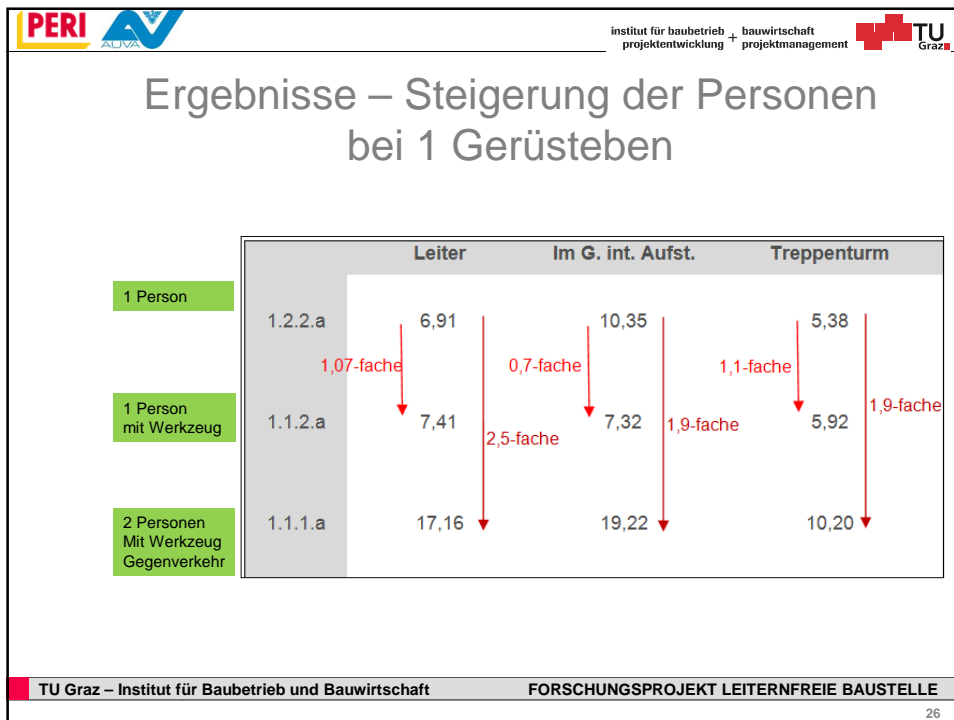 PERI
AUVA
institut für baubetrieb + bauwirtschaft
projektentwicklung projektmanagement
TU
Graz
Ergebnisse – Steigerung der Personen
bei 1 Gerüsteben
Leiter Im G. int. Aufst. Treppenturm
1 Person
1.2.2.a 6,91 10,35 5,38
1,07-fache 0,7-fache 1,1-fache
1 Person
mit Werkzeug
1.1.2.a 7,41 7,32 5,92
2,5-fache 1,9-fache 1,9-fache
2 Personen
Mit Werkzeug
Gegenverkehr
1.1.1.a 17,16 19,22 10,20
TU Graz – Institut für Baubetrieb und Bauwirtschaft FORSCHUNGSPROJEKT LEITERNFREIE BAUSTELLE
26